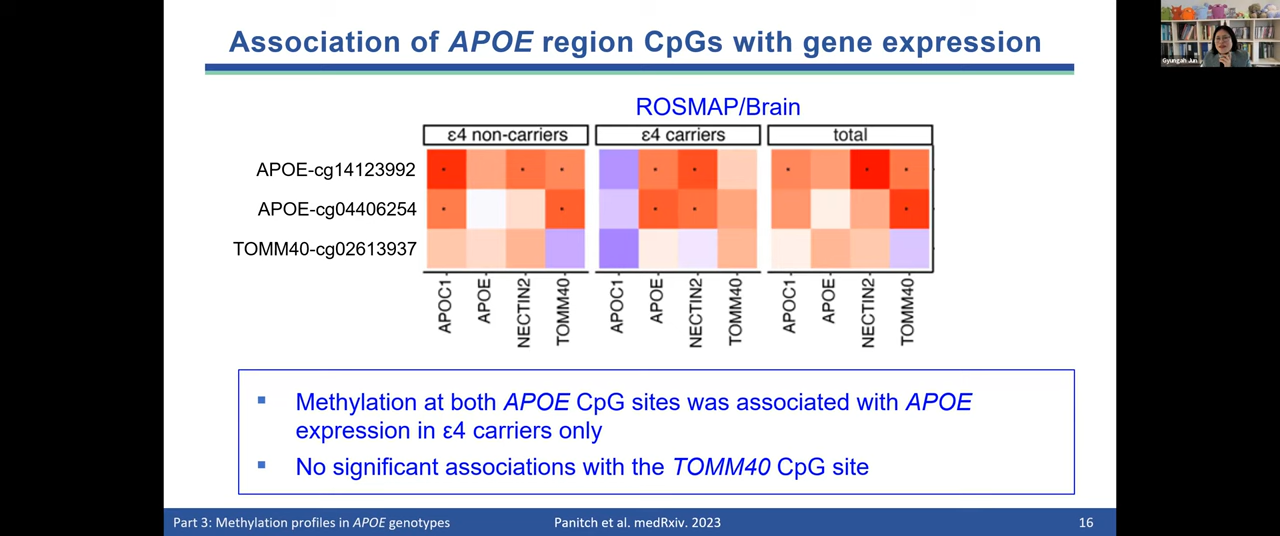 Association of APOE region CpGs with gene expression
Gyungah Jun
ROSMAP/Brain
ε4 non-carriers
ε4 carriers
total
APOE-cg14123992
APOE-cg04406254
TOMM40-cg02613937
APOC1
APOE
NECTIN2
TOMM40
APOC1
APOE
NECTIN2
TOMM40
APOC1
APOE
NECTIN2
TOMM40
▪ Methylation at both APOE CpG sites was associated with APOE
expression in ε4 carriers only
▪ No significant associations with the TOMM40 CpG site
Part 3: Methylation profiles in APOE genotypes
Panitch et al. medRxiv. 2023
16